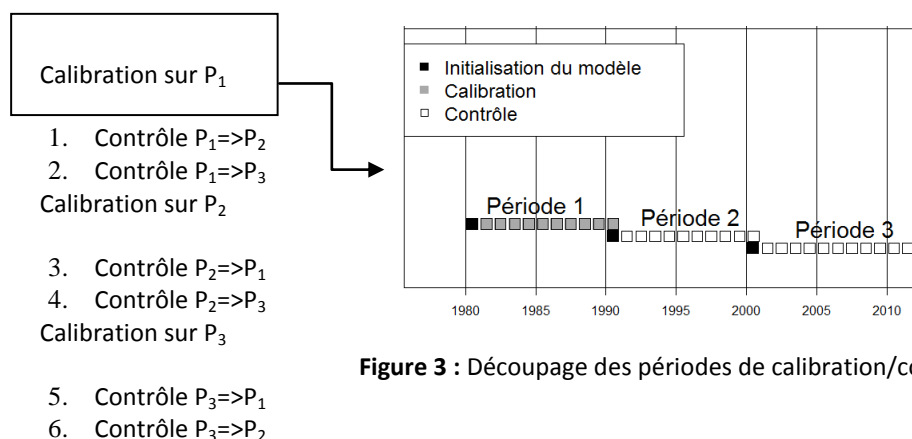 Calibration sur P₁
1. Contrôle P₁=>P₂
2. Contrôle P₁=>P₃
Calibration sur P₂
3. Contrôle P₂=>P₁
4. Contrôle P₂=>P₃
Calibration sur P₃
5. Contrôle P₃=>P₁
6. Contrôle P₃=>P₂
Initialisation du modèle
Calibration
Contrôle
Période 1
Période 2
Période 3
1980 1985 1990 1995 2000 2005 2010
Figure 3 : Découpage des périodes de calibration/